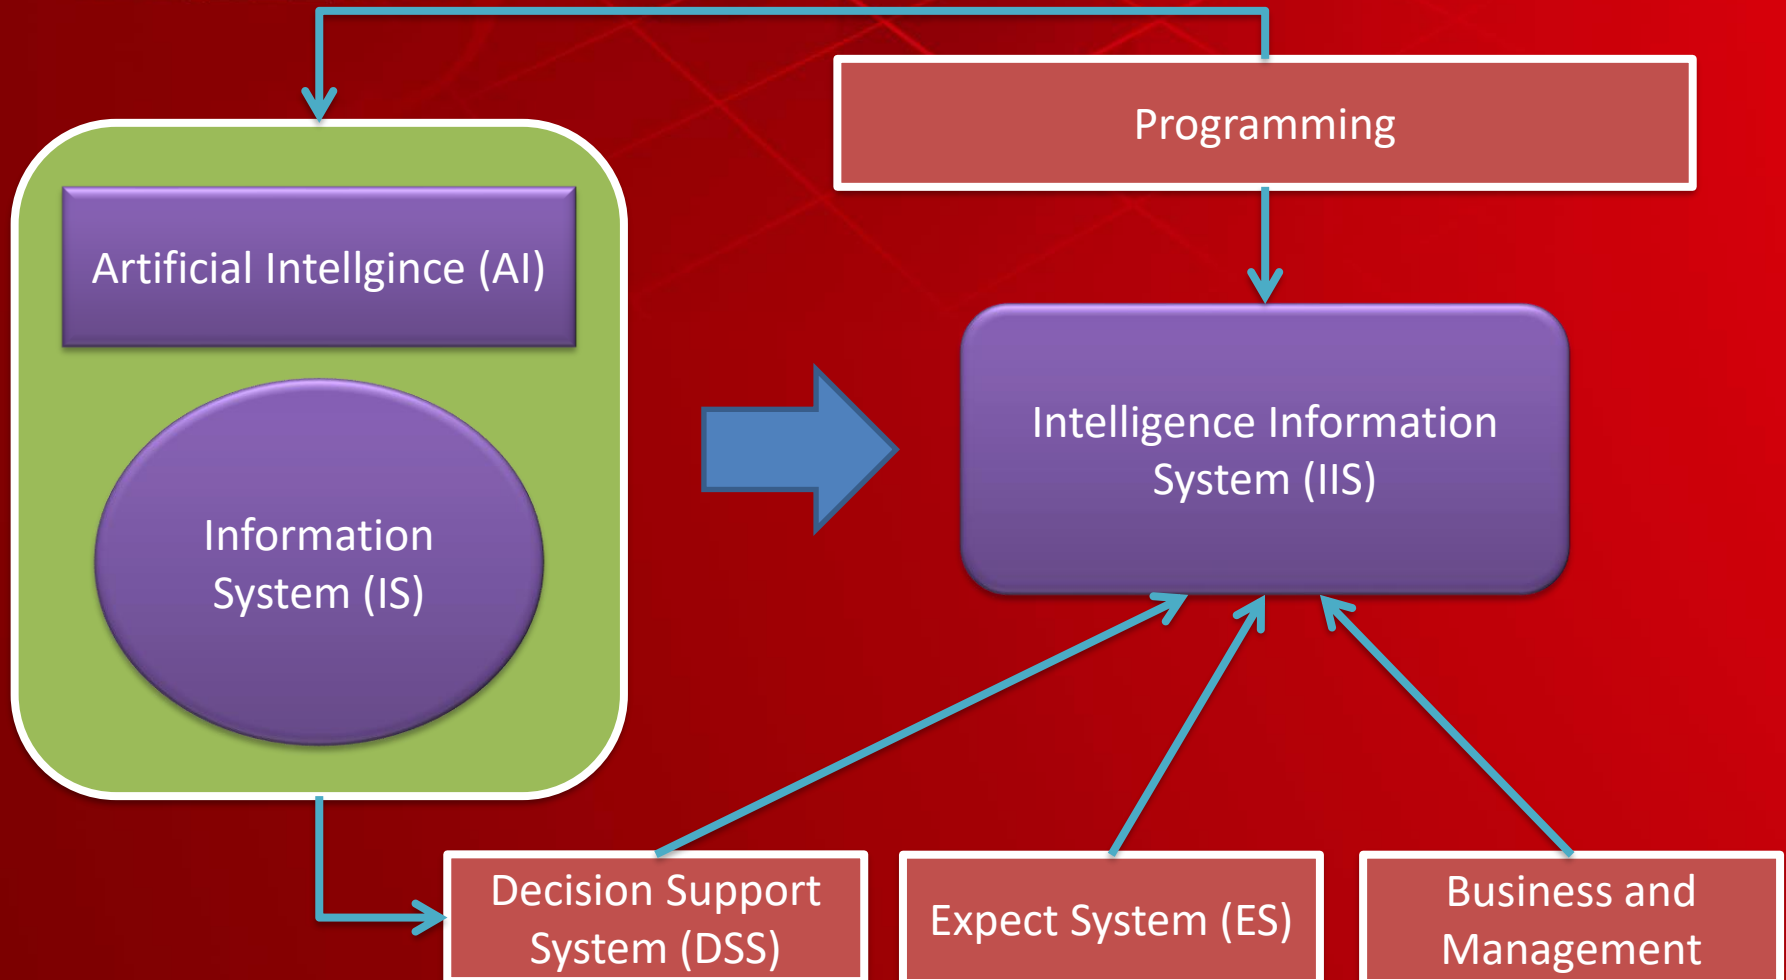 Programming
Artificial Intellgince (AI)
Intelligence Information
System (IIS)
Information
System (IS)
Decision Support
System (DSS)
Expect System (ES)
Business and
Management